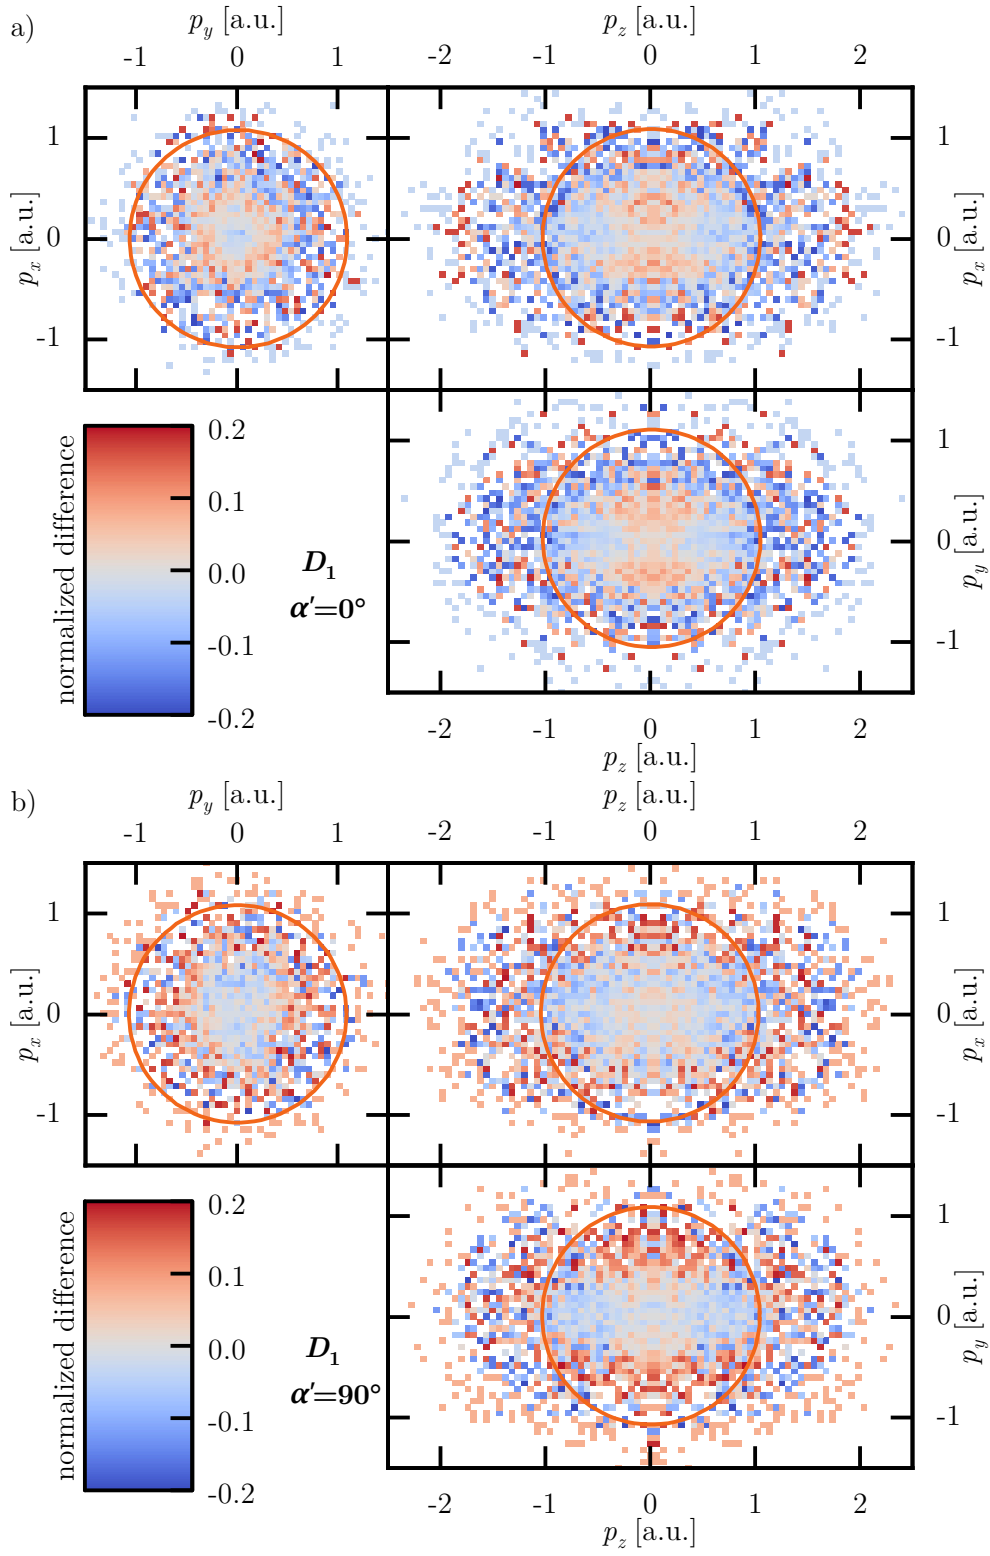 a)
p_y [a.u.]
p_z [a.u.]
-1 0 1
-2 -1 0 1 2
p_x [a.u.]
1
0
-1
1
0
-1
p_x [a.u.]
normalized difference
0.2
0.1
0.0
-0.1
-0.2
D_1
α'=0°
1
0
-1
p_y [a.u.]
-2 -1 0 1 2
p_z [a.u.]
b)
p_y [a.u.]
p_z [a.u.]
-1 0 1
-2 -1 0 1 2
p_x [a.u.]
1
0
-1
1
0
-1
p_x [a.u.]
normalized difference
0.2
0.1
0.0
-0.1
-0.2
D_1
α'=90°
1
0
-1
p_y [a.u.]
-2 -1 0 1 2
p_z [a.u.]